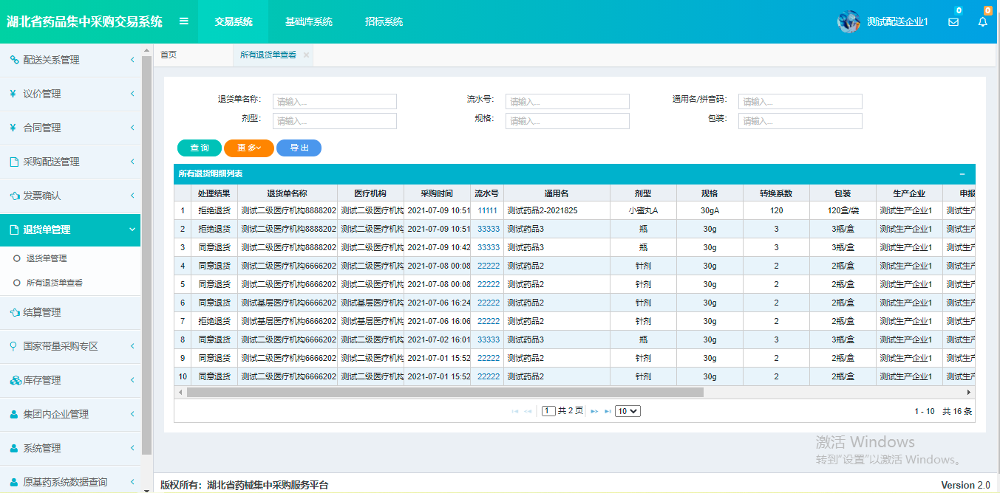 湖北省药品集中采购交易系统 交易系统 基础库系统 招标系统 测试配送企业1 0 0
首页 所有退货单查看 ×
配送关系管理
议价管理
合同管理
采购配送管理
发票确认
退货单管理
退货单管理
所有退货单查看
结算管理
国家带量采购专区
库存管理
集团内企业管理
系统管理
原基药系统数据查询
退货单名称: 请输入... 流水号: 请输入... 通用名/拼音码: 请输入...
剂型: 请输入... 规格: 请输入... 包装: 请输入...
查 询 更 多 导 出
所有退货明细列表
处理结果 退货单名称 医疗机构 采购时间 流水号 通用名 剂型 规格 转换系数 包装 生产企业 申报
1 拒绝退货 测试二级医疗机构8888202 测试二级医疗机构 2021-07-09 10:51 11111 测试药品2-2021825 小蜜丸A 30gA 120 120盒/袋 测试生产企业1 测试生产
2 拒绝退货 测试二级医疗机构8888202 测试二级医疗机构 2021-07-09 10:51 33333 测试药品3 瓶 30g 3 3瓶/盒 测试生产企业1 测试生产
3 同意退货 测试二级医疗机构8888202 测试二级医疗机构 2021-07-09 10:42 33333 测试药品3 瓶 30g 3 3瓶/盒 测试生产企业1 测试生产
4 同意退货 测试二级医疗机构6666202 测试二级医疗机构 2021-07-08 00:08 22222 测试药品2 针剂 30g 2 2瓶/盒 测试生产企业1 测试生产
5 同意退货 测试二级医疗机构6666202 测试二级医疗机构 2021-07-08 00:08 22222 测试药品2 针剂 30g 2 2瓶/盒 测试生产企业1 测试生产
6 同意退货 测试基层医疗机构6666202 测试基层医疗机构 2021-07-06 16:24 22222 测试药品2 针剂 30g 2 2瓶/盒 测试生产企业1 测试生产
7 拒绝退货 测试基层医疗机构6666202 测试基层医疗机构 2021-07-06 16:06 22222 测试药品2 针剂 30g 2 2瓶/盒 测试生产企业1 测试生产
8 同意退货 测试二级医疗机构6666202 测试二级医疗机构 2021-07-02 16:01 33333 测试药品3 瓶 30g 3 3瓶/盒 测试生产企业1 测试生产
9 同意退货 测试二级医疗机构6666202 测试二级医疗机构 2021-07-01 15:52 22222 测试药品2 针剂 30g 2 2瓶/盒 测试生产企业1 测试生产
10 同意退货 测试二级医疗机构6666202 测试二级医疗机构 2021-07-01 15:52 22222 测试药品2 针剂 30g 2 2瓶/盒 测试生产企业1 测试生产
1 共 2 页 10 1 - 10 共 16 条
激活 Windows
转到"设置"以激活 Windows。
版权所有：湖北省药械集中采购服务平台 Version 2.0